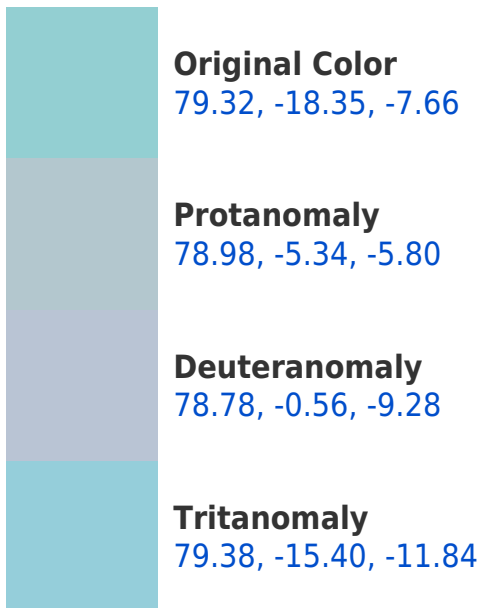 Original Color
79.32, -18.35, -7.66
Protanomaly
78.98, -5.34, -5.80
Deuteranomaly
78.78, -0.56, -9.28
Tritanomaly
79.38, -15.40, -11.84